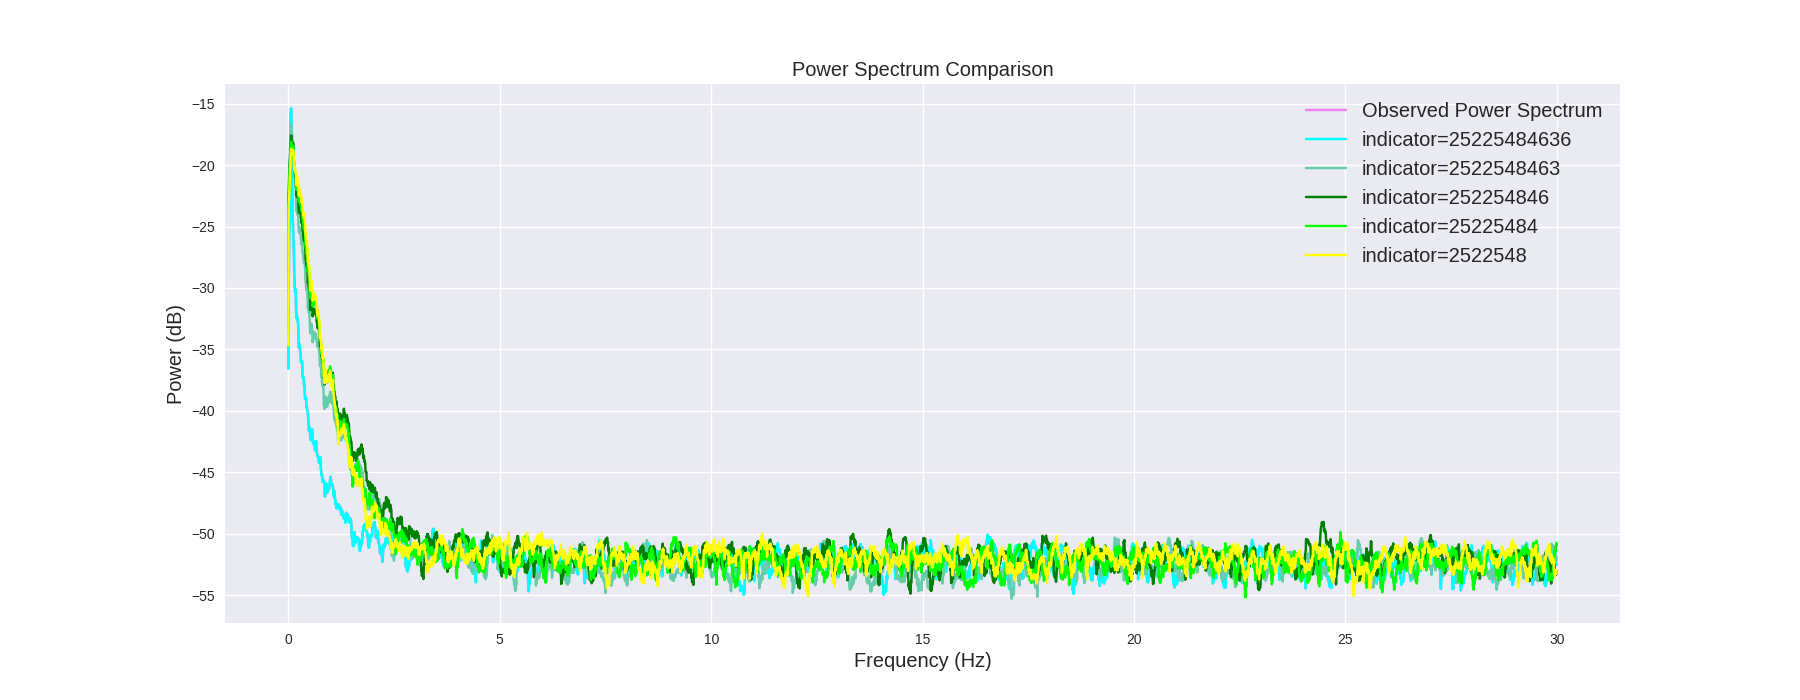 Power Spectrum Comparison
Observed Power Spectrum
indicator=25225484636
indicator=2522548463
indicator=252254846
indicator=25225484
indicator=2522548
Power (dB)
−15
−20
−25
−30
−35
−40
−45
−50
−55
0 5 10 15 20 25 30
Frequency (Hz)